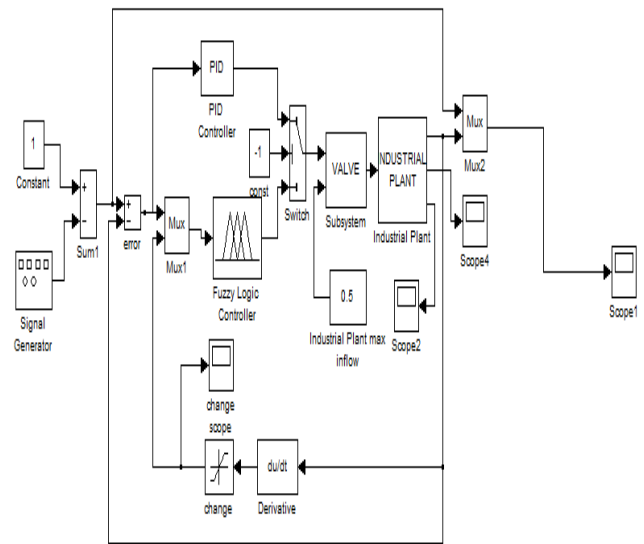 PID
PID
Controller
1
Constant
+
−
Sum1
+
−
error
-1
const
Switch
Mux
Mux1
Fuzzy Logic
Controller
VALVE
Subsystem
NDUSTRIAL
PLANT
Industrial Plant
Mux
Mux2
Scope4
Scope1
Signal
Generator
0.5
Industrial Plant max
inflow
Scope2
change
scope
change
du/dt
Derivative